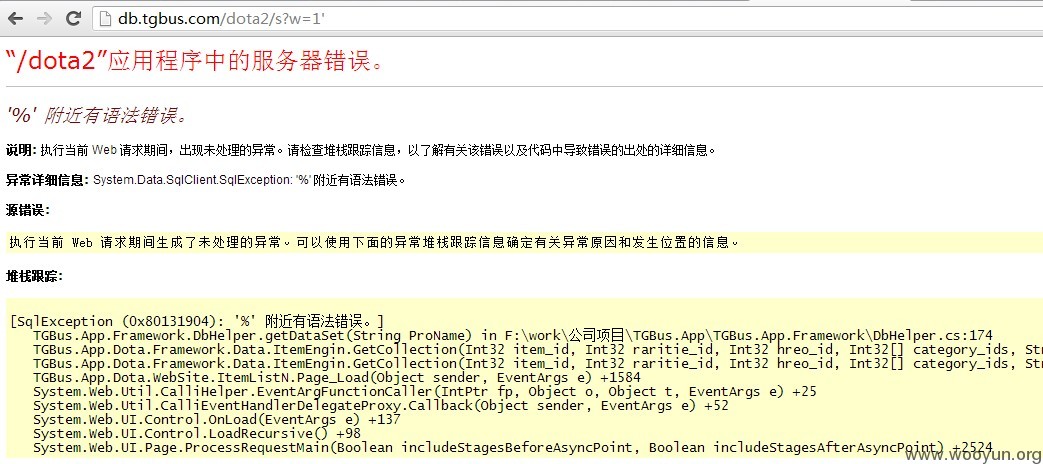 db.tgbus.com/dota2/s?w=1'
“/dota2”应用程序中的服务器错误。
'%' 附近有语法错误。
说明: 执行当前 Web 请求期间，出现未处理的异常。请检查堆栈跟踪信息，以了解有关该错误以及代码中导致错误的出处的详细信息。
异常详细信息: System.Data.SqlClient.SqlException: '%' 附近有语法错误。
源错误:
执行当前 Web 请求期间生成了未处理的异常。可以使用下面的异常堆栈跟踪信息确定有关异常原因和发生位置的信息。
堆栈跟踪:
[SqlException (0x80131904): '%' 附近有语法错误。]
TGBus.App.Framework.DbHelper.getDataSet(String ProName) in F:\work\公司项目\TGBus.App\TGBus.App.Framework\DbHelper.cs:174
TGBus.App.Dota.Framework.Data.ItemEngin.GetCollection(Int32 item_id, Int32 raritie_id, Int32 hreo_id, Int32[] category_ids, St
TGBus.App.Dota.Framework.Data.ItemEngin.GetCollection(Int32 item_id, Int32 raritie_id, Int32 hreo_id, Int32[] category_ids, St
TGBus.App.Dota.WebSite.ItemListN.Page_Load(Object sender, EventArgs e) +1584
System.Web.Util.CalliHelper.EventArgFunctionCaller(IntPtr fp, Object o, Object t, EventArgs e) +25
System.Web.Util.CalliEventHandlerDelegateProxy.Callback(Object sender, EventArgs e) +52
System.Web.UI.Control.OnLoad(EventArgs e) +137
System.Web.UI.Control.LoadRecursive() +98
System.Web.UI.Page.ProcessRequestMain(Boolean includeStagesBeforeAsyncPoint, Boolean includeStagesAfterAsyncPoint) +2524
www.wooyun.org